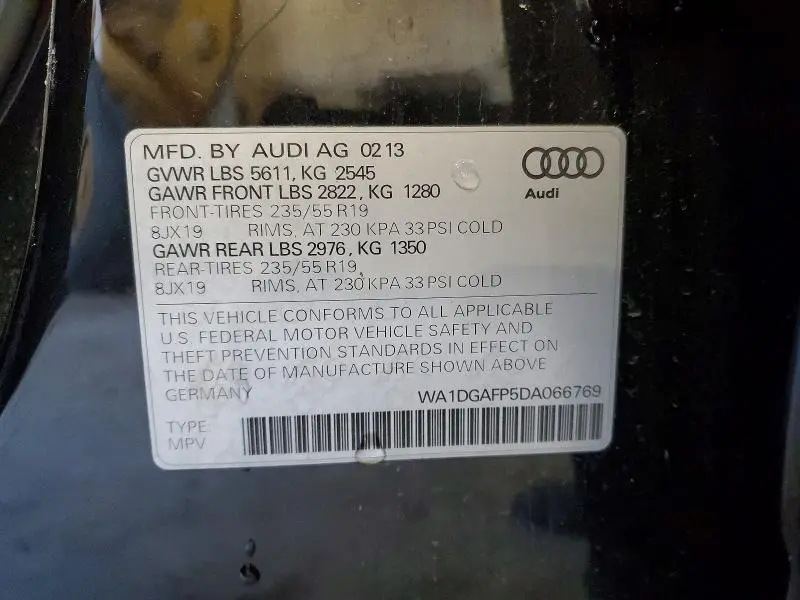 MFD. BY AUDI AG 02 13
GVWR LBS 5611, KG 2545
GAWR FRONT LBS 2822, KG 1280
FRONT-TIRES 235/55 R19
8JX19 RIMS, AT 230 KPA 33 PSI COLD
GAWR REAR LBS 2976, KG 1350
REAR-TIRES 235/55 R19,
8JX19 RIMS, AT 230 KPA 33 PSI COLD
Audi
THIS VEHICLE CONFORMS TO ALL APPLICABLE
U.S. FEDERAL MOTOR VEHICLE SAFETY AND
THEFT PREVENTION STANDARDS IN EFFECT ON
THE DATE OF MANUFACTURE SHOWN ABOVE
GERMANY WA1DGAFP5DA066769
TYPE
MPV